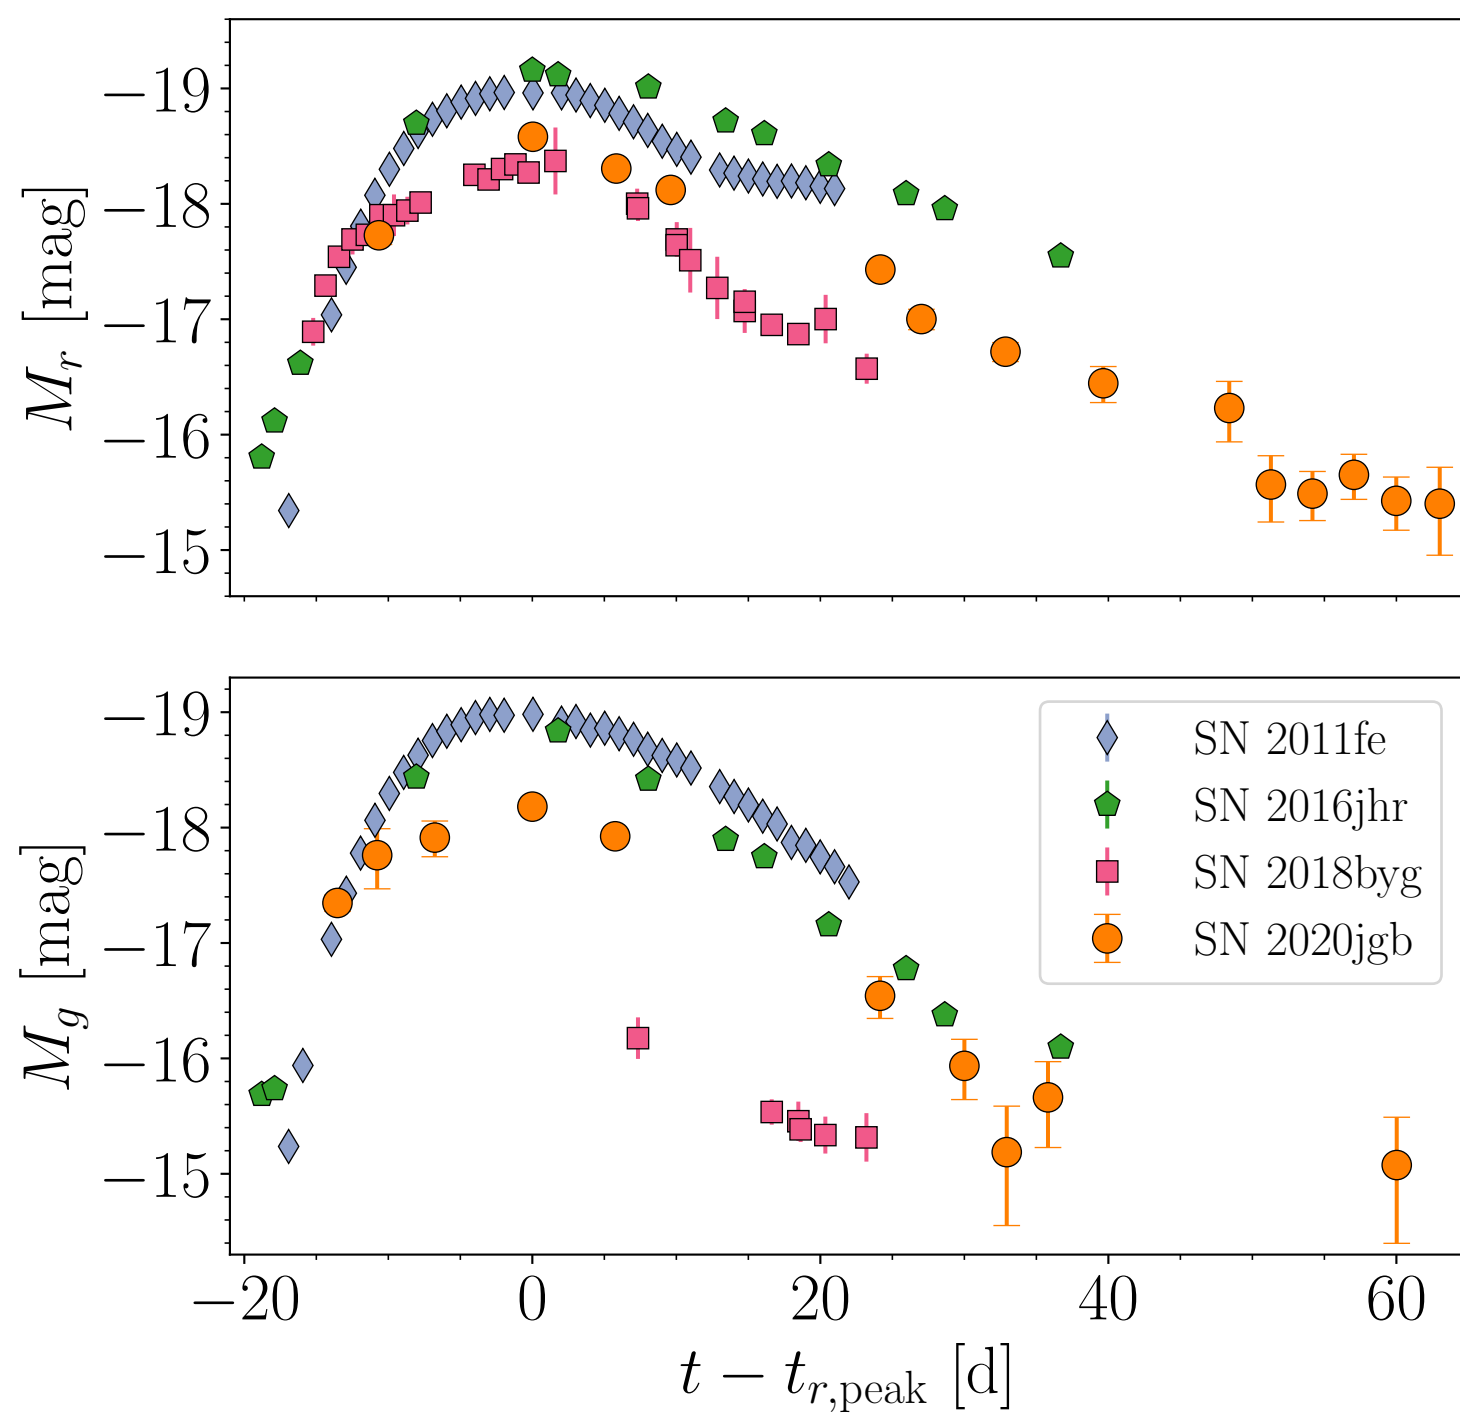 −19
−18
−17
−16
−15
M_r [mag]
−19
−18
−17
−16
−15
M_g [mag]
SN 2011fe
SN 2016jhr
SN 2018byg
SN 2020jgb
−20 0 20 40 60
t − t_{r,peak} [d]